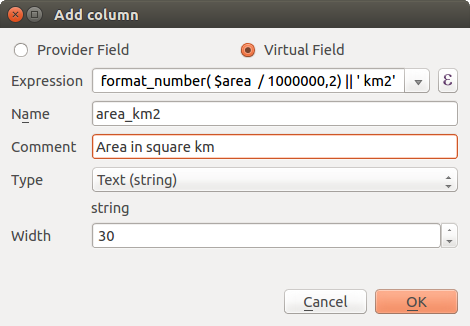 Add column
Provider Field Virtual Field
Expression format_number( $area / 1000000,2) || ' km2' ε
Name area_km2
Comment Area in square km
Type Text (string)
string
Width 30
Cancel OK